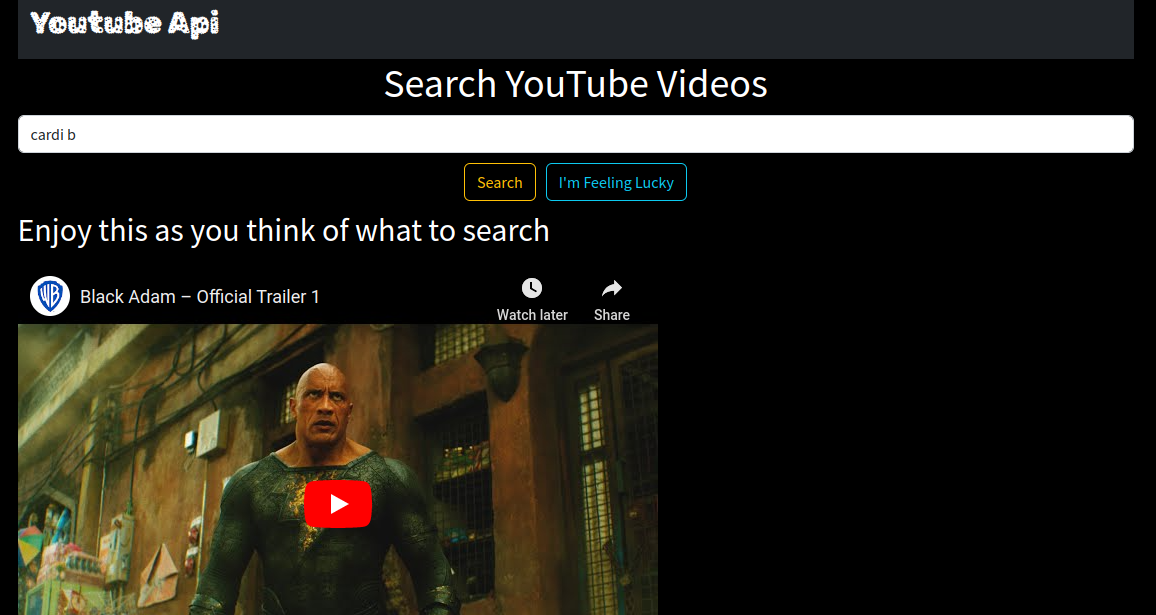 Youtube Api
Search YouTube Videos
cardi b
Search I'm Feeling Lucky
Enjoy this as you think of what to search
WB
Black Adam – Official Trailer 1
Watch later Share